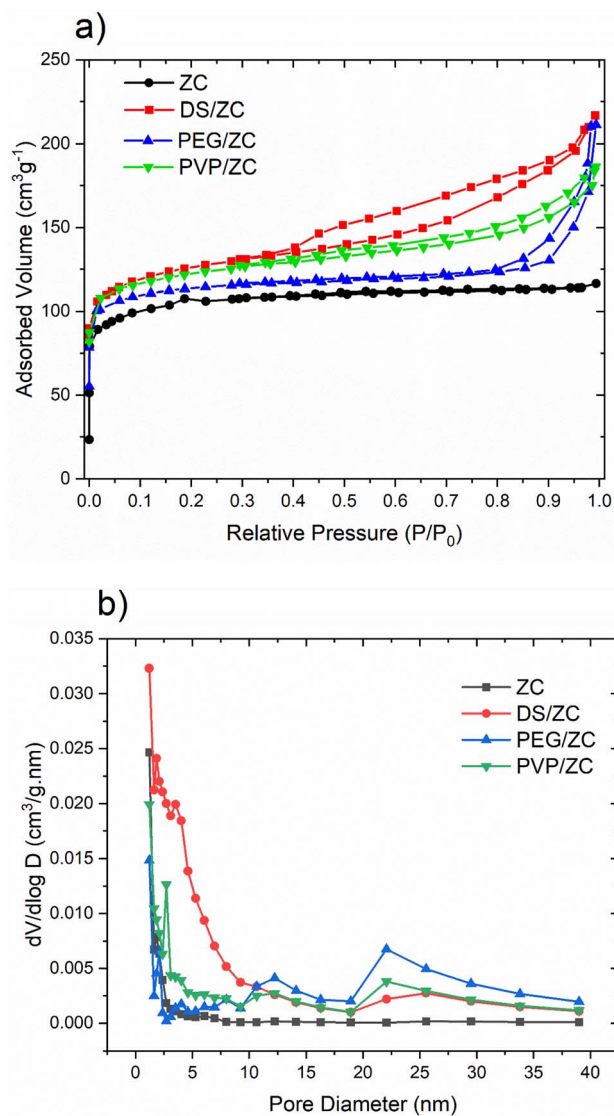 a)
250
200
150
100
50
0
Adsorbed Volume (cm³g⁻¹)
ZC
DS/ZC
PEG/ZC
PVP/ZC
0.0 0.1 0.2 0.3 0.4 0.5 0.6 0.7 0.8 0.9 1.0
Relative Pressure (P/P₀)
b)
0.035
0.030
0.025
0.020
0.015
0.010
0.005
0.000
dV/dlog D (cm³/g.nm)
ZC
DS/ZC
PEG/ZC
PVP/ZC
0 5 10 15 20 25 30 35 40
Pore Diameter (nm)